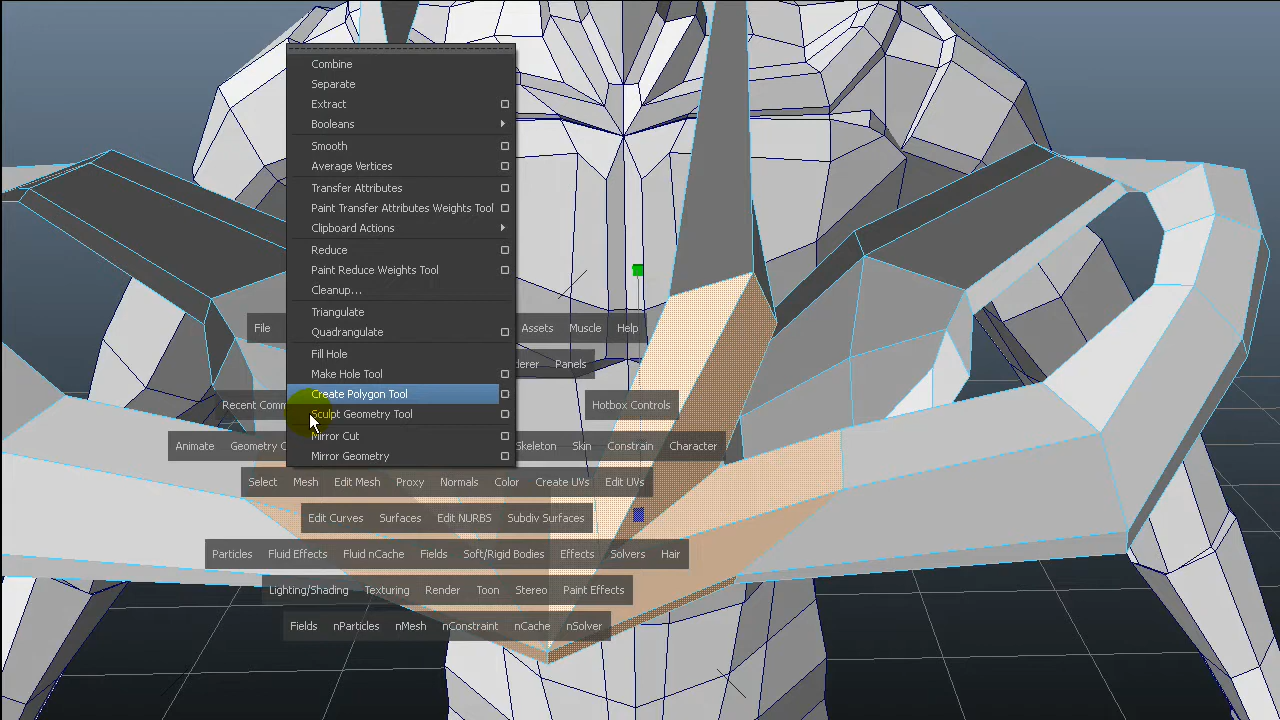 Combine
Separate
Extract
Booleans
Smooth
Average Vertices
Transfer Attributes
Paint Transfer Attributes Weights Tool
Clipboard Actions
Reduce
Paint Reduce Weights Tool
Cleanup...
Triangulate
Quadrangulate
Fill Hole
Make Hole Tool
Create Polygon Tool
Sculpt Geometry Tool
Mirror Cut
Mirror Geometry
File Assets Muscle Help
Panels
Recent Hotbox Controls
Animate Geometry Skeleton Skin Constrain Character
Select Mesh Edit Mesh Proxy Normals Color Create UVs Edit UVs
Edit Curves Surfaces Edit NURBS Subdiv Surfaces
Particles Fluid Effects Fluid nCache Fields Soft/Rigid Bodies Effects Solvers Hair
Lighting/Shading Texturing Render Toon Stereo Paint Effects
Fields nParticles nMesh nConstraint nCache nSolver